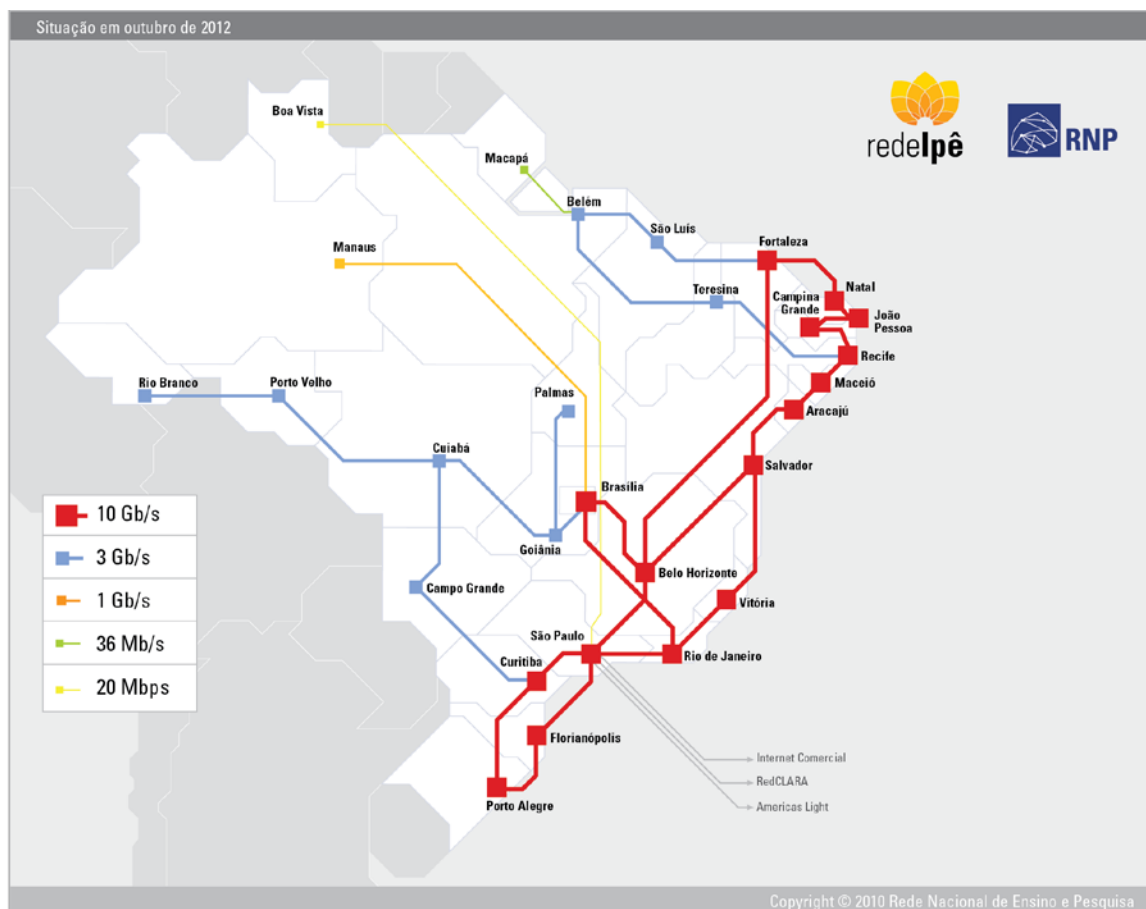 Situação em outubro de 2012
Boa Vista
redeIpê
RNP
Macapá
Belém
São Luís
Fortaleza
Manaus
Teresina
Natal
Campina
Grande
João
Pessoa
Recife
Rio Branco
Porto Velho
Palmas
Maceió
Aracajú
Cuiabá
Salvador
Brasília
10 Gb/s
3 Gb/s
1 Gb/s
36 Mb/s
20 Mbps
Goiânia
Belo Horizonte
Campo Grande
Vitória
São Paulo
Rio de Janeiro
Curitiba
Florianópolis
Internet Comercial
RedCLARA
Porto Alegre
Americas Light
Copyright © 2010 Rede Nacional de Ensino e Pesquisa